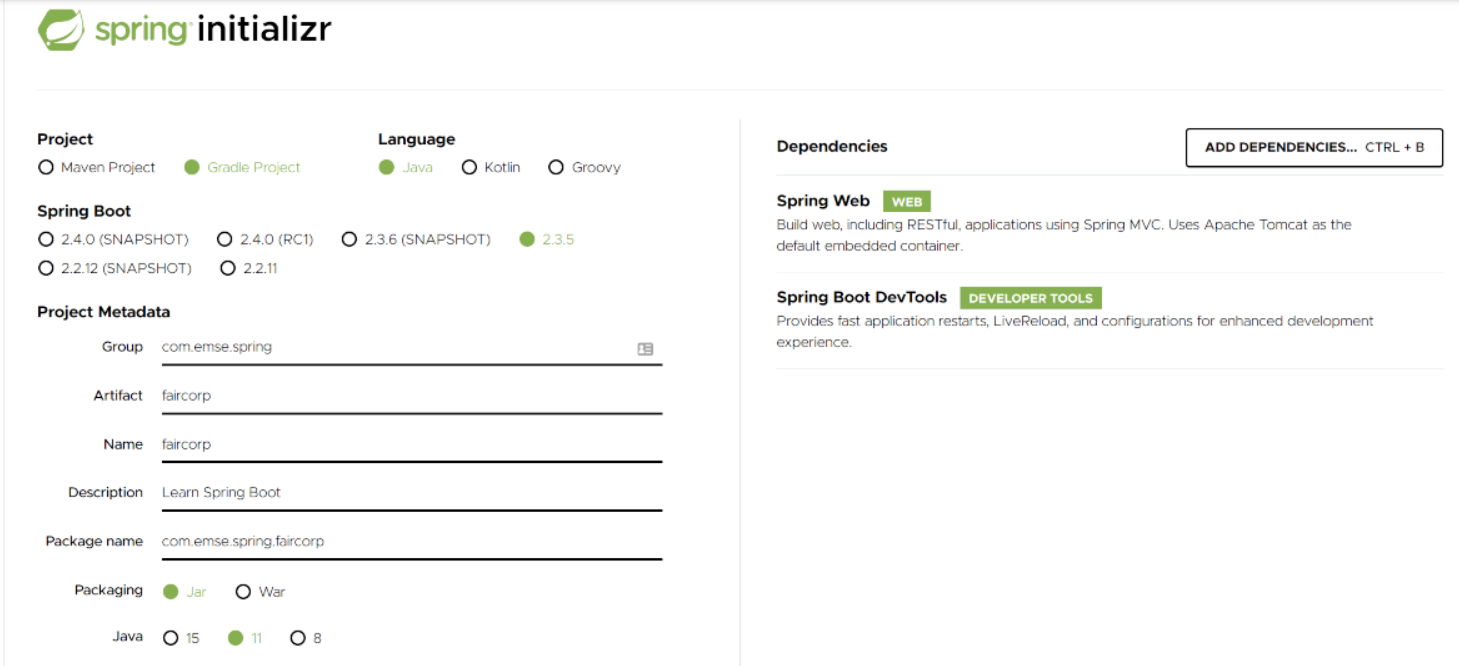 spring initializr
Project
Maven Project Gradle Project
Language
Java Kotlin Groovy
Spring Boot
2.4.0 (SNAPSHOT) 2.4.0 (RC1) 2.3.6 (SNAPSHOT) 2.3.5
2.2.12 (SNAPSHOT) 2.2.11
Project Metadata
Group com.emse.spring
Artifact faircorp
Name faircorp
Description Learn Spring Boot
Package name com.emse.spring.faircorp
Packaging Jar War
Java 15 11 8
Dependencies
ADD DEPENDENCIES... CTRL + B
Spring Web WEB
Build web, including RESTful, applications using Spring MVC. Uses Apache Tomcat as the
default embedded container.
Spring Boot DevTools DEVELOPER TOOLS
Provides fast application restarts, LiveReload, and configurations for enhanced development
experience.